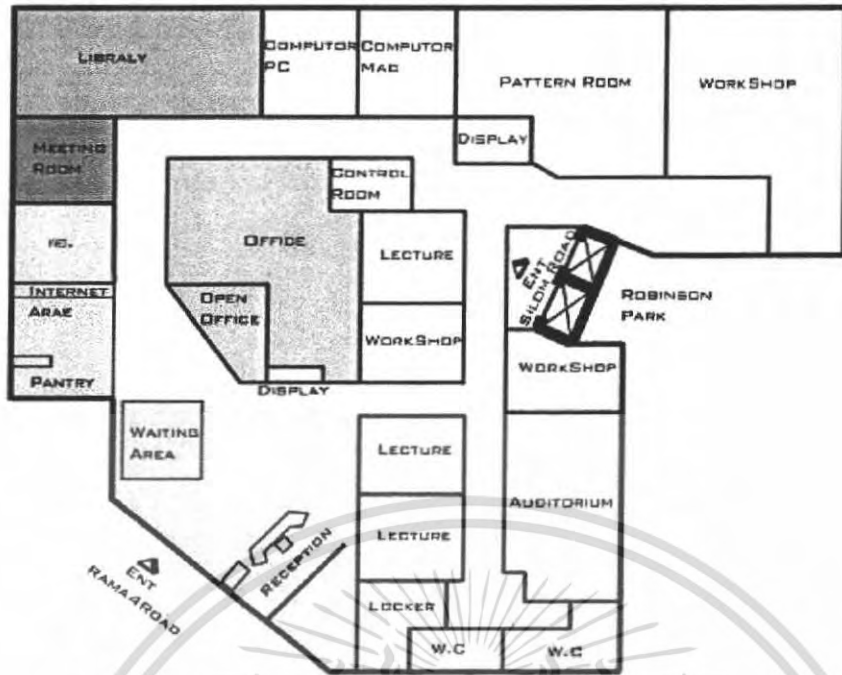 LIBRALY
COMPUTOR
PC
COMPUTOR
MAC
PATTERN ROOM
WORKSHOP
MEETING
ROOM
DISPLAY
CONTROL
ROOM
OFFICE
LECTURE
ENT
SILOM ROAD
INTERNET
ARAE
OPEN
OFFICE
ROBINSON
PARK
WORKSHOP
WORKSHOP
PANTRY
DISPLAY
WAITING
AREA
LECTURE
AUDITORIUM
LECTURE
RECEPTION
ENT
RAMA4ROAD
LOCKER
W.C
W.C